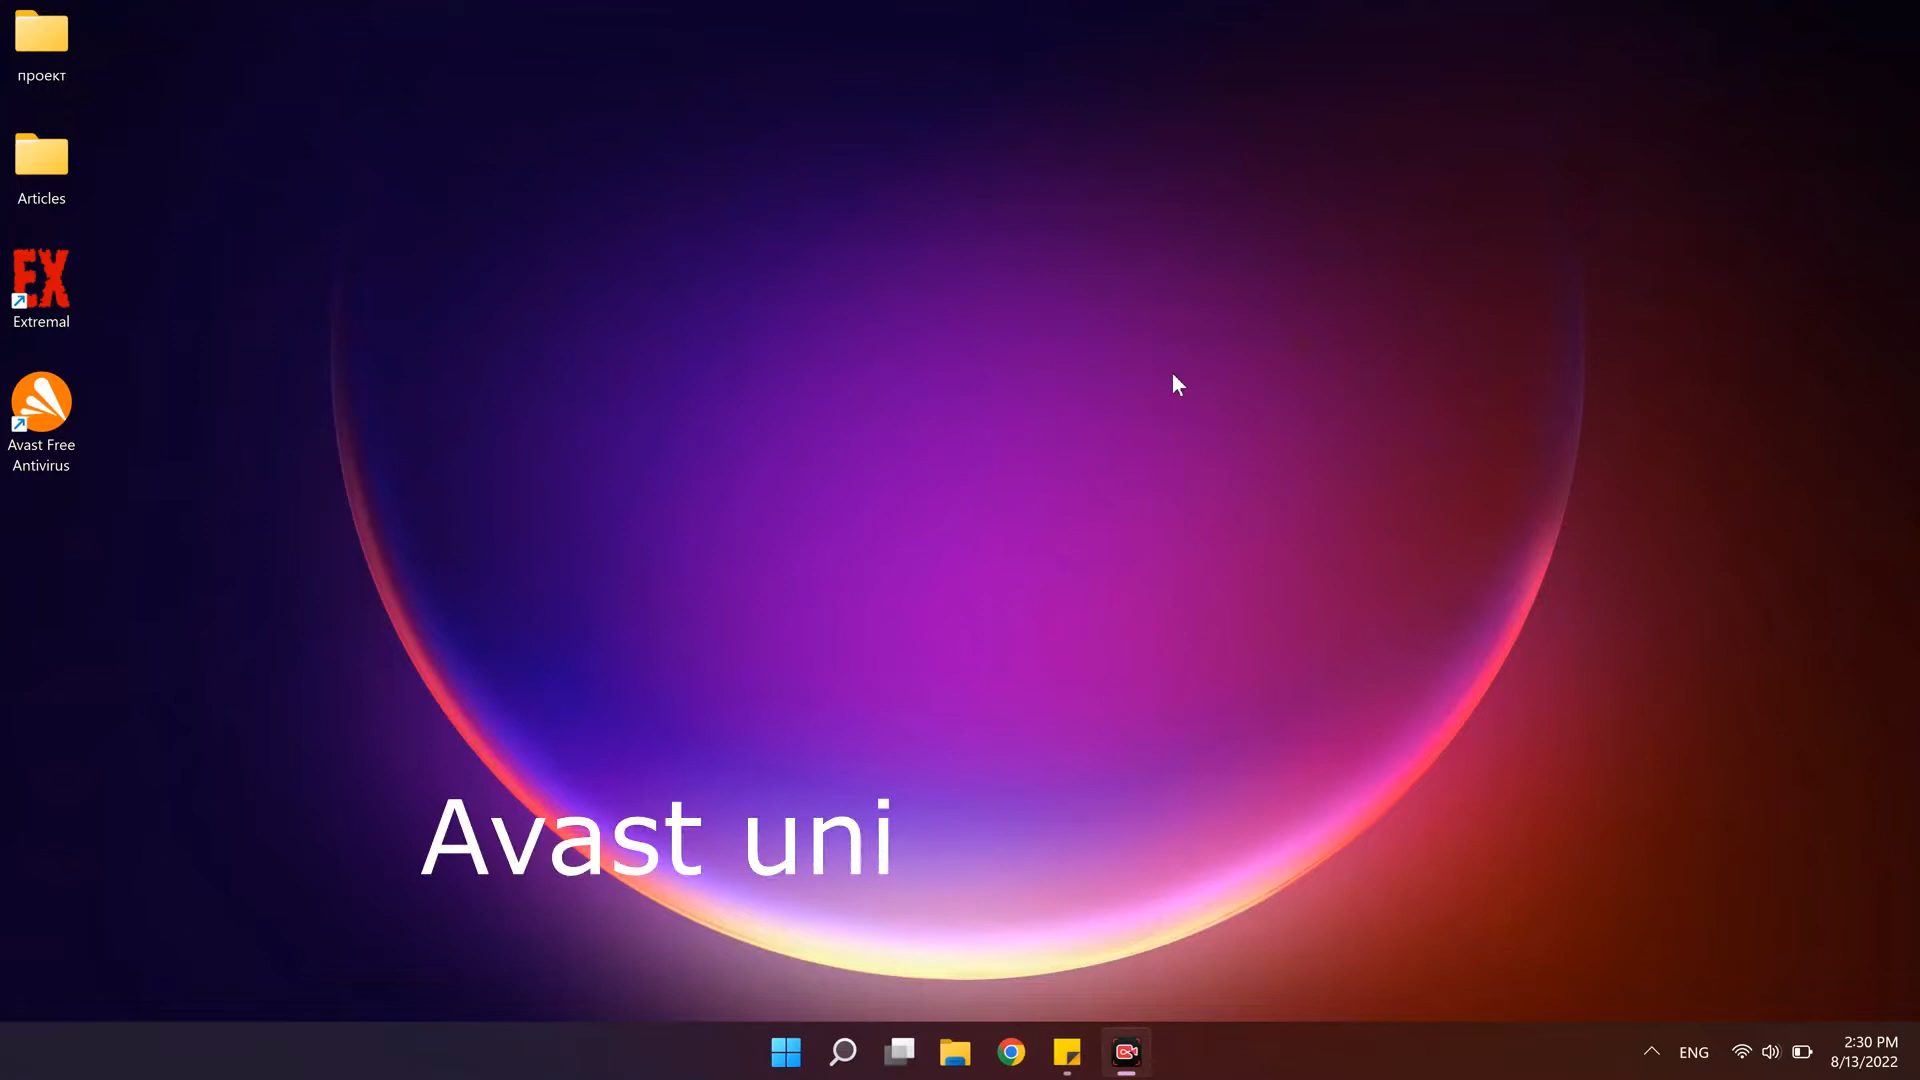 проект
Articles
EX
Extremal
Avast Free
Antivirus
Avast uni
ENG
2:30 PM
8/13/2022